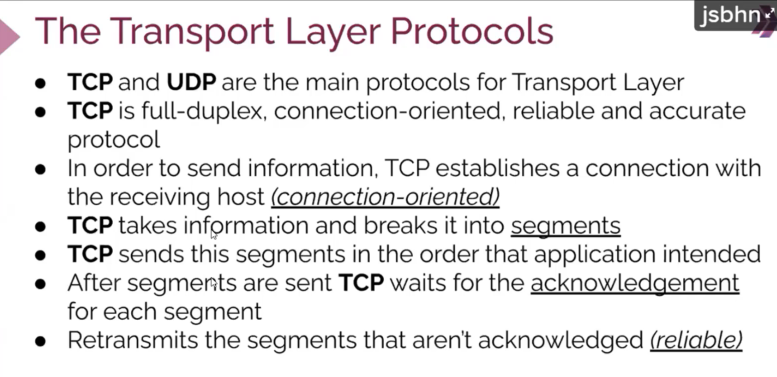 jsbhn
The Transport Layer Protocols
● TCP and UDP are the main protocols for Transport Layer
● TCP is full-duplex, connection-oriented, reliable and accurate
protocol
● In order to send information, TCP establishes a connection with
the receiving host (connection-oriented)
● TCP takes information and breaks it into segments
● TCP sends this segments in the order that application intended
● After segments are sent TCP waits for the acknowledgement
for each segment
● Retransmits the segments that aren't acknowledged (reliable)